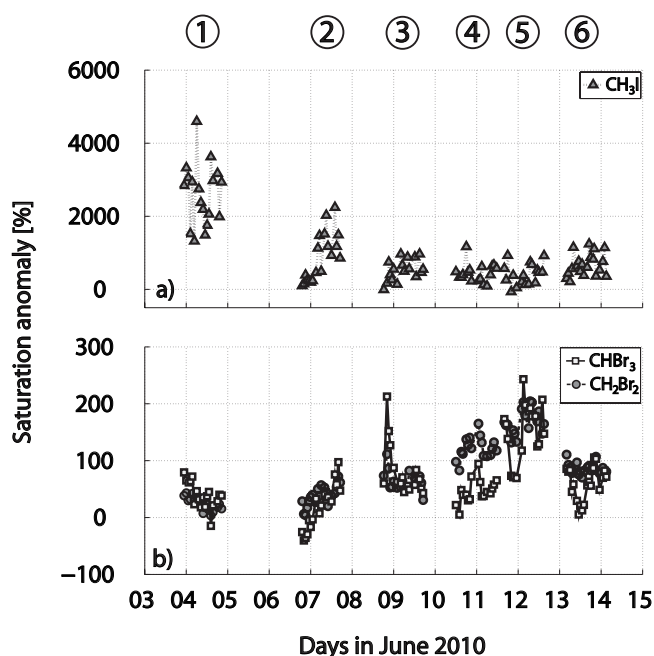 ① ② ③ ④ ⑤ ⑥
6000
4000
2000
0
CH₃I
a)
Saturation anomaly [%]
300
200
100
0
−100
CHBr₃
CH₂Br₂
b)
03 04 05 06 07 08 09 10 11 12 13 14 15
Days in June 2010